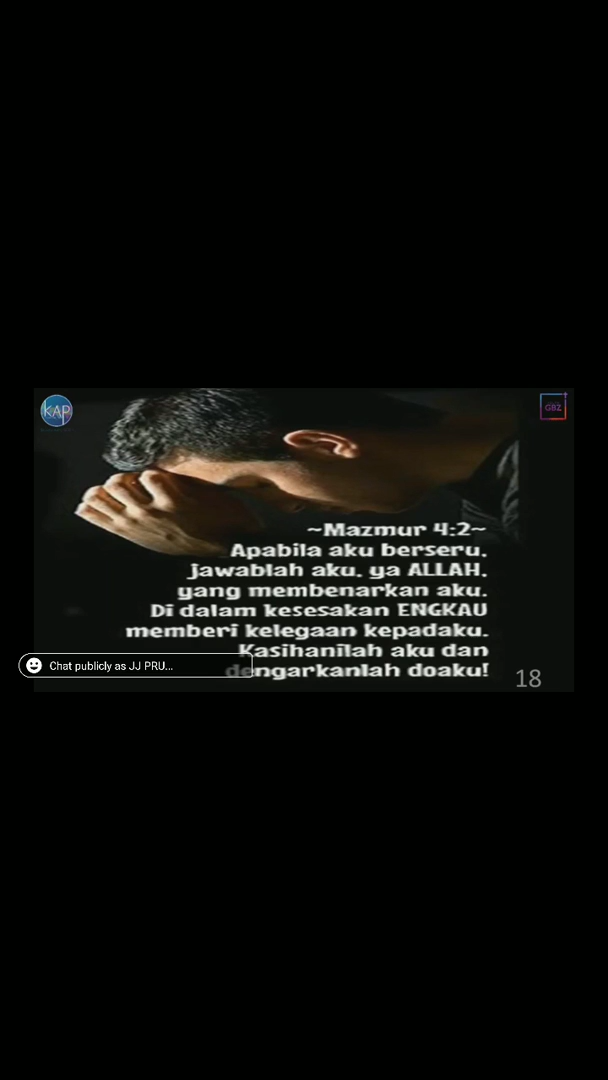 KAP
GBZ
~Mazmur 4:2~
Apabila aku berseru,
jawablah aku, ya ALLAH,
yang membenarkan aku.
Di dalam kesesakan ENGKAU
memberi kelegaan kepadaku.
Kasihanilah aku dan
dengarkanlah doaku!
Chat publicly as JJ PRU...
18